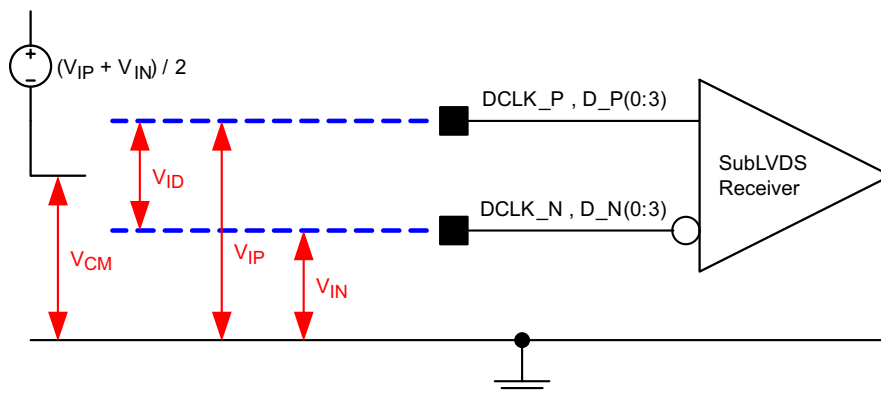 +
−
(VIP + VIN) / 2
DCLK_P , D_P(0:3)
SubLVDS
Receiver
VID
DCLK_N , D_N(0:3)
VCM
VIP
VIN